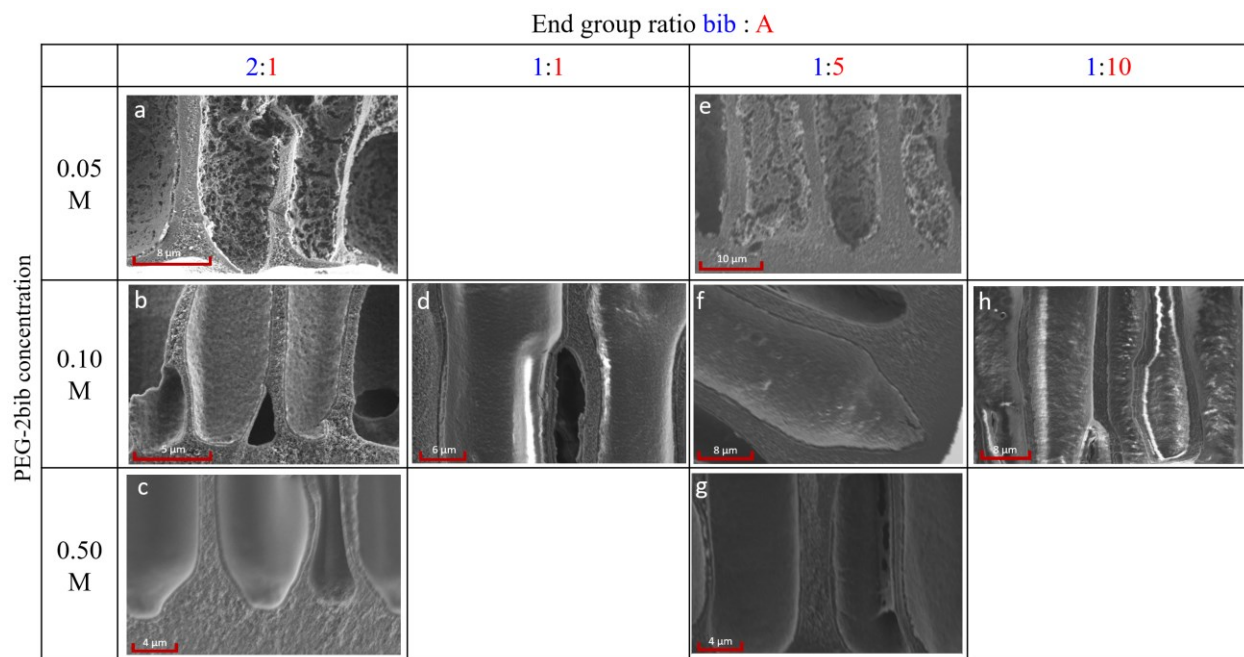 End group ratio bib : A
2:1 1:1 1:5 1:10
PEG-2bib concentration
0.05 M
a
8 µm
e
10 µm
0.10 M
b
5 µm
d
6 µm
f
8 µm
h
8 µm
0.50 M
c
4 µm
g
4 µm